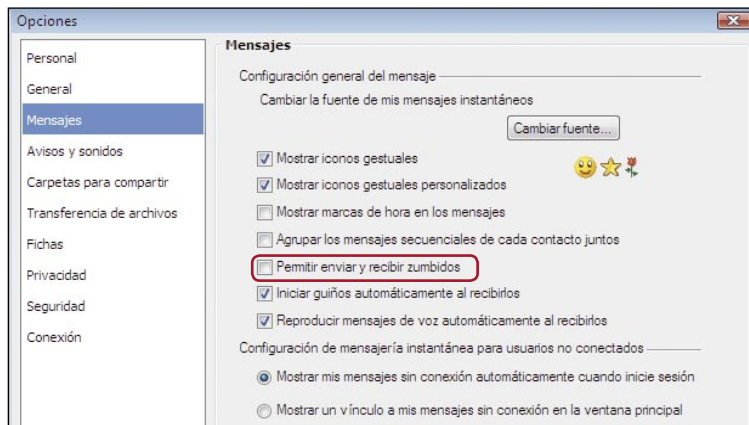 Opciones
Personal
General
Mensajes
Avisos y sonidos
Carpetas para compartir
Transferencia de archivos
Fichas
Privacidad
Seguridad
Conexión
Mensajes
Configuración general del mensaje
Cambiar la fuente de mis mensajes instantáneos
Cambiar fuente...
Mostrar iconos gestuales
Mostrar iconos gestuales personalizados
Mostrar marcas de hora en los mensajes
Agrupar los mensajes secuenciales de cada contacto juntos
Permitir enviar y recibir zumbidos
Iniciar guiños automáticamente al recibirlos
Reproducir mensajes de voz automáticamente al recibirlos
Configuración de mensajería instantánea para usuarios no conectados
Mostrar mis mensajes sin conexión automáticamente cuando inicie sesión
Mostrar un vínculo a mis mensajes sin conexión en la ventana principal